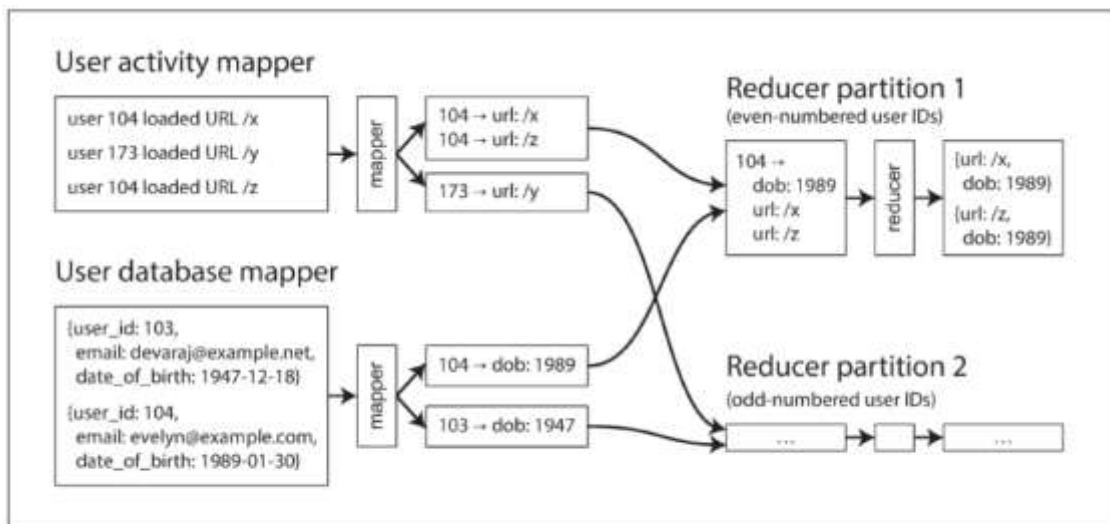 User activity mapper
user 104 loaded URL /x
user 173 loaded URL /y
user 104 loaded URL /z
mapper
104 → url: /x
104 → url: /z
173 → url: /y
User database mapper
{user_id: 103,
email: devaraj@example.net,
date_of_birth: 1947-12-18}
{user_id: 104,
email: evelyn@example.com,
date_of_birth: 1989-01-30}
mapper
104 → dob: 1989
103 → dob: 1947
Reducer partition 1
(even-numbered user IDs)
104 →
dob: 1989
url: /x
url: /z
reducer
{url: /x,
dob: 1989}
{url: /z,
dob: 1989}
Reducer partition 2
(odd-numbered user IDs)
...
...